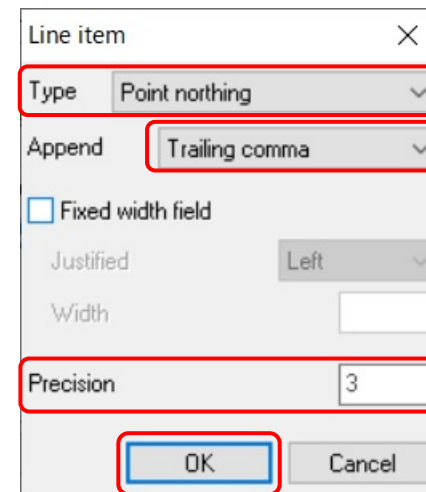 Line item
Type Point northing
Append Trailing comma
Fixed width field
Justified Left
Width
Precision 3
OK Cancel